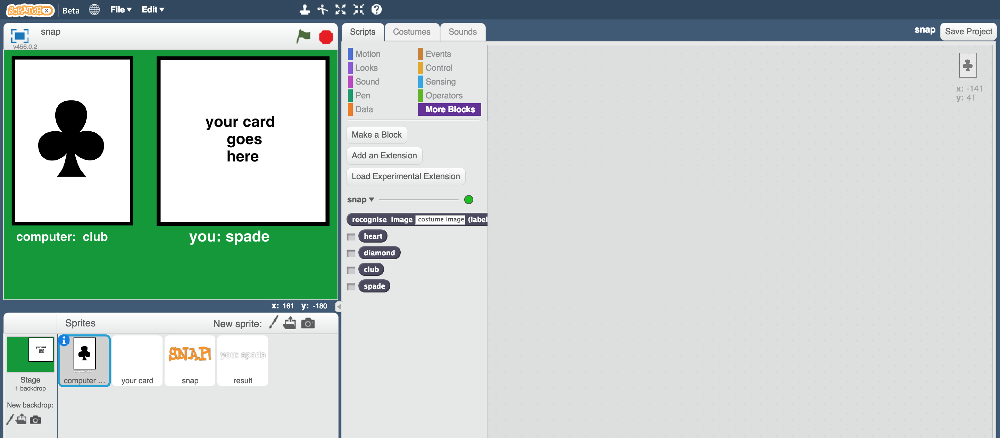 SCRATCHX Beta File Edit
snap
v456.0.2
your card
goes
here
computer: club
you: spade
x: 161 y: -180
Sprites New sprite:
Stage
1 backdrop
New backdrop:
computer ...
your card
SNAP!
snap
you: spade
result
Scripts Costumes Sounds
snap Save Project
Motion Events
Looks Control
Sound Sensing
Pen Operators
Data More Blocks
Make a Block
Add an Extension
Load Experimental Extension
snap
recognise image costume image (label
heart
diamond
club
spade
x: -141
y: 41